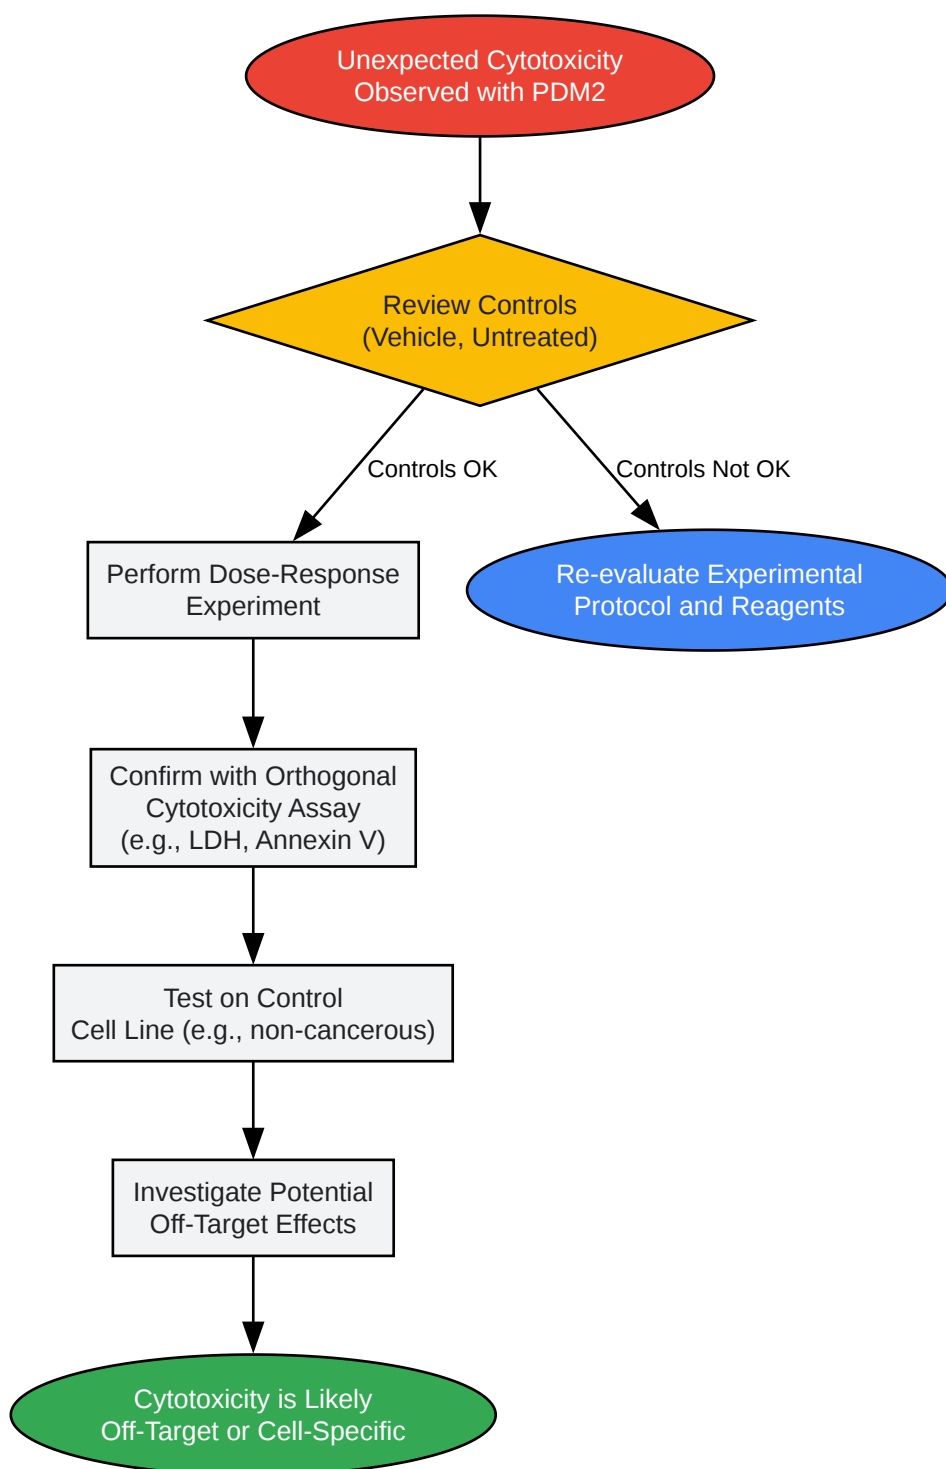 Unexpected Cytotoxicity
Observed with PDM2
Review Controls
(Vehicle, Untreated)
Controls OK
Controls Not OK
Perform Dose-Response
Experiment
Re-evaluate Experimental
Protocol and Reagents
Confirm with Orthogonal
Cytotoxicity Assay
(e.g., LDH, Annexin V)
Test on Control
Cell Line (e.g., non-cancerous)
Investigate Potential
Off-Target Effects
Cytotoxicity is Likely
Off-Target or Cell-Specific